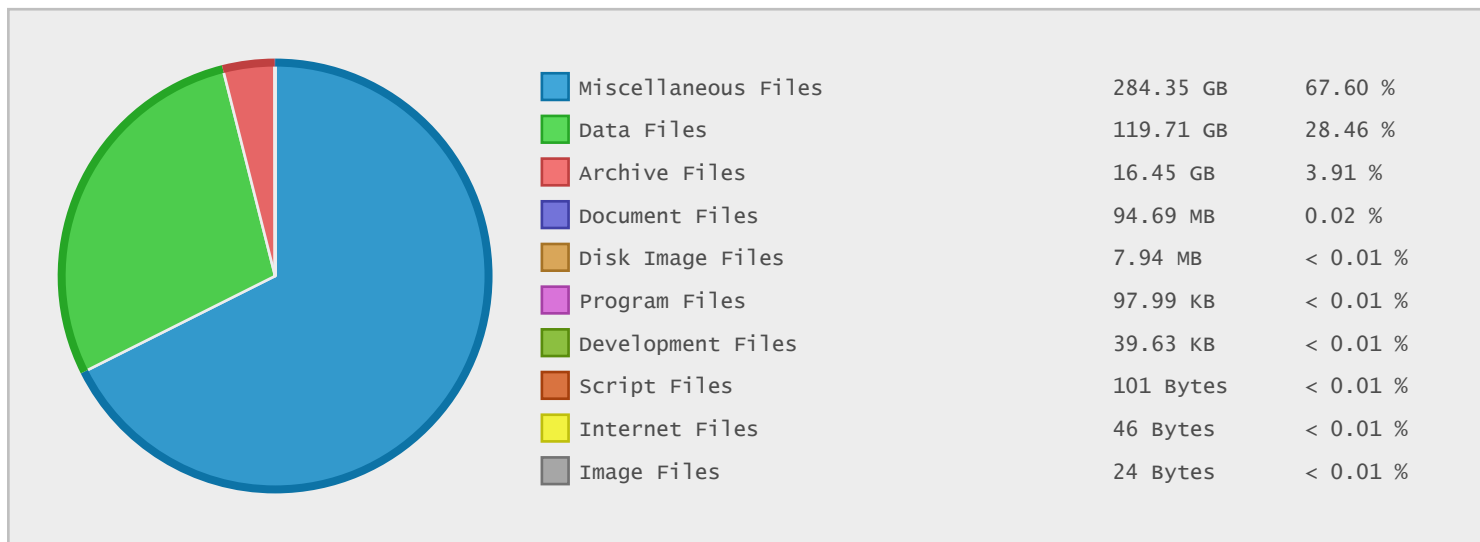 Miscellaneous Files 284.35 GB 67.60 %
Data Files 119.71 GB 28.46 %
Archive Files 16.45 GB 3.91 %
Document Files 94.69 MB 0.02 %
Disk Image Files 7.94 MB < 0.01 %
Program Files 97.99 KB < 0.01 %
Development Files 39.63 KB < 0.01 %
Script Files 101 Bytes < 0.01 %
Internet Files 46 Bytes < 0.01 %
Image Files 24 Bytes < 0.01 %